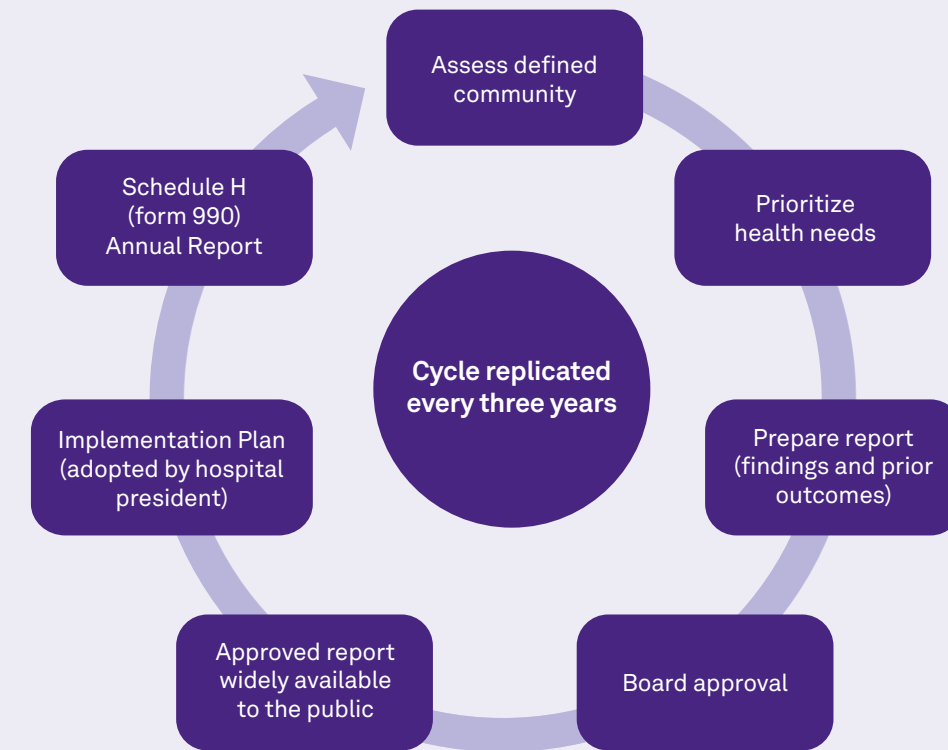 Assess defined
community
Prioritize
health needs
Prepare report
(findings and prior
outcomes)
Board approval
Approved report
widely available
to the public
Implementation Plan
(adopted by hospital
president)
Schedule H
(form 990)
Annual Report
Cycle replicated
every three years